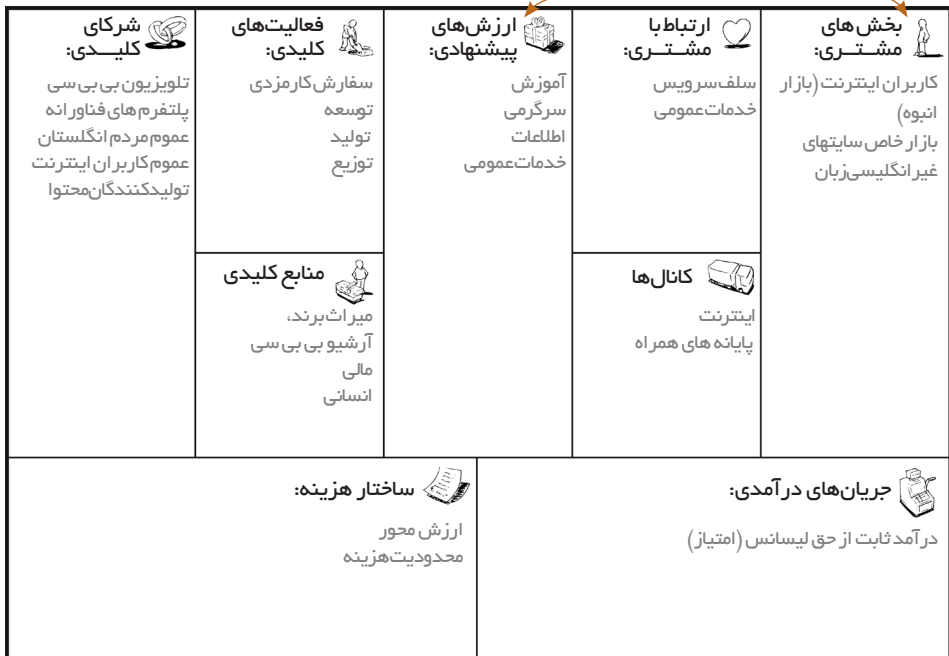 بخش‌های
مشــتــری:
کاربران اینترنت (بازار
انبوه)
بازار خاص سایتهای
غیرانگلیسی‌زبان
ارتباط با
مشــتــری:
سلف‌سرویس
خدمات عمومی
کانال‌ها
اینترنت
پایانه های همراه
ارزش‌های
پیشنهادی:
آموزش
سرگرمی
اطلاعات
خدمات عمومی
فعالیت‌های
کلیدی:
سفارش کارمزدی
توسعه
تولید
توزیع
منابع کلیدی
میراث برند،
آرشیو بی بی سی
مالی
انسانی
شرکای
کلیــدی:
تلویزیون بی بی سی
پلتفرم های فناورانه
عموم مردم انگلستان
عموم کاربران اینترنت
تولیدکنندگان محتوا
جریان‌های درآمدی:
درآمد ثابت از حق لیسانس (امتیاز)
ساختار هزینه:
ارزش محور
محدودیت هزینه